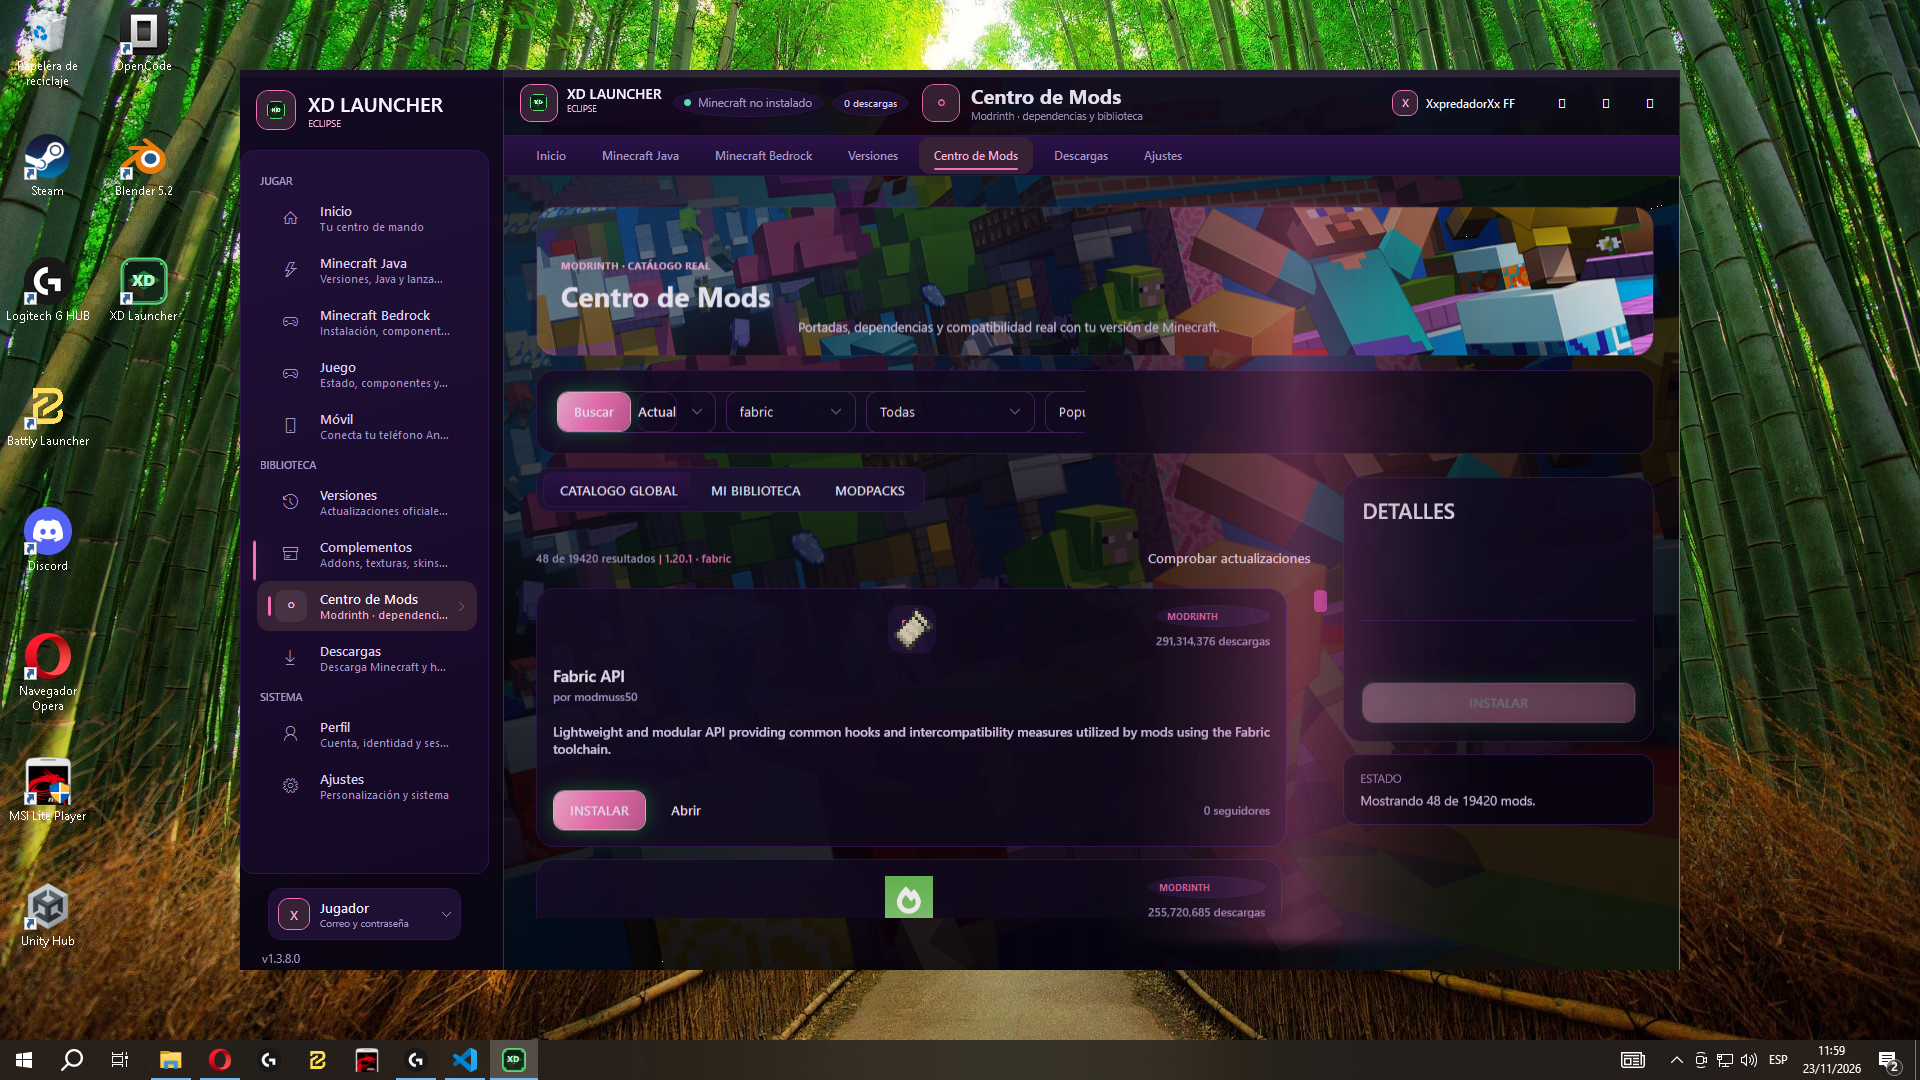 Papelera de
reciclaje
OpenCode
Steam
Blender 5.2
Logitech G HUB
XD
XD Launcher
Battly Launcher
Discord
Navegador
Opera
MSI Lite Player
Unity Hub
XD
XD LAUNCHER
ECLIPSE
JUGAR
Inicio
Tu centro de mando
Minecraft Java
Versiones, Java y lanza...
Minecraft Bedrock
Instalación, component...
Juego
Estado, componentes y...
Móvil
Conecta tu teléfono An...
BIBLIOTECA
Versiones
Actualizaciones oficiale...
Complementos
Addons, texturas, skins...
Centro de Mods
Modrinth · dependenci...
Descargas
Descarga Minecraft y h...
SISTEMA
Perfil
Cuenta, identidad y ses...
Ajustes
Personalización y sistema
X
Jugador
Correo y contraseña
v1.3.8.0
XD
XD LAUNCHER
ECLIPSE
Minecraft no instalado
0 descargas
Centro de Mods
Modrinth · dependencias y biblioteca
X
XxpredadorXx FF
Inicio
Minecraft Java
Minecraft Bedrock
Versiones
Centro de Mods
Descargas
Ajustes
MODRINTH · CATÁLOGO REAL
Centro de Mods
Portadas, dependencias y compatibilidad real con tu versión de Minecraft.
Buscar
Actual
fabric
Todas
Popu
CATALOGO GLOBAL
MI BIBLIOTECA
MODPACKS
48 de 19420 resultados | 1.20.1 · fabric
Comprobar actualizaciones
MODRINTH
291,314,376 descargas
Fabric API
por modmuss50
Lightweight and modular API providing common hooks and intercompatibility measures utilized by mods using the Fabric
toolchain.
INSTALAR
Abrir
0 seguidores
MODRINTH
255,720,685 descargas
DETALLES
INSTALAR
ESTADO
Mostrando 48 de 19420 mods.
XD
ESP
11:59
23/11/2026
2